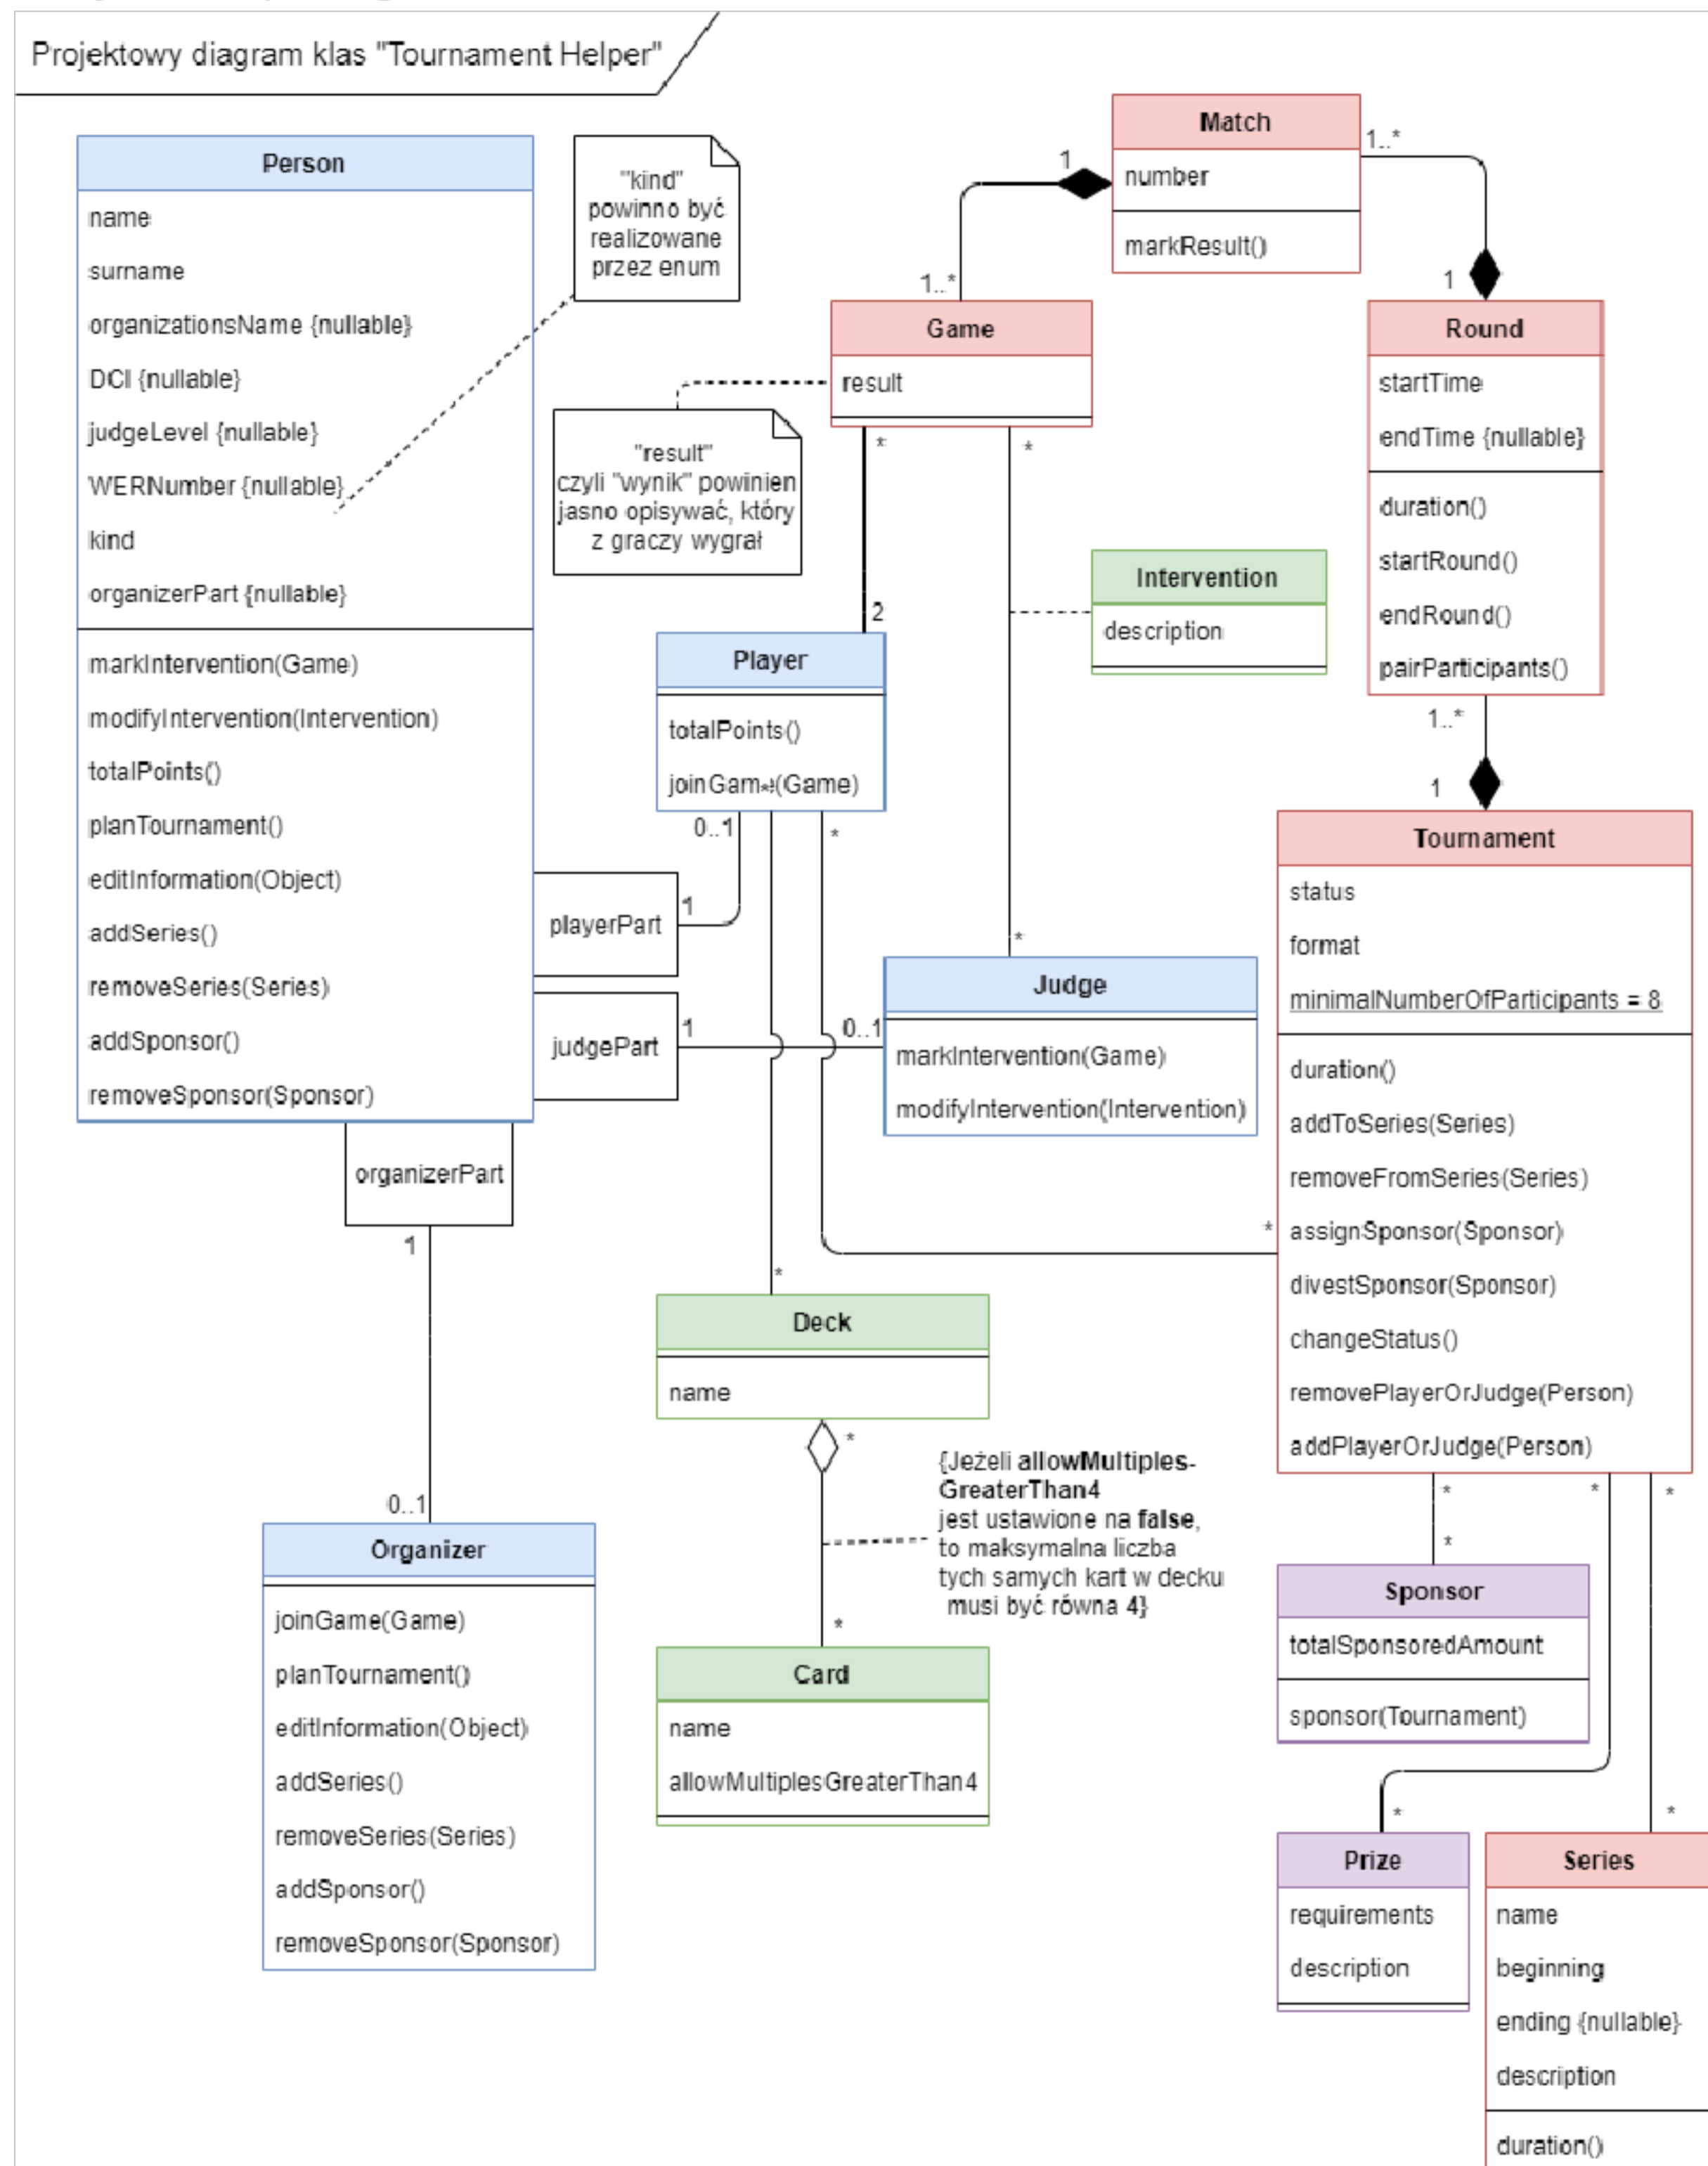 Projektowy diagram klas "Tournament Helper"
Person
name
surname
organizationsName {nullable}
DCI {nullable}
judgeLevel {nullable}
WERNumber {nullable}
kind
organizerPart {nullable}
markIntervention(Game)
modifyIntervention(Intervention)
totalPoints()
planTournament()
editInformation(Object)
addSeries()
removeSeries(Series)
addSponsor()
removeSponsor(Sponsor)
"kind"
powinno być
realizowane
przez enum
Match
number
markResult()
1
1..*
1..*
1
Game
result
"result"
czyli "wynik" powinien
jasno opisywać, który
z graczy wygrał
*
*
2
Round
startTime
endTime {nullable}
duration()
startRound()
endRound()
pairParticipants()
1..*
1
Intervention
description
Player
totalPoints()
joinGame(Game)
0..1
*
playerPart
1
judgePart
1
0..1
*
Judge
markIntervention(Game)
modifyIntervention(Intervention)
organizerPart
1
0..1
Organizer
joinGame(Game)
planTournament()
editInformation(Object)
addSeries()
removeSeries(Series)
addSponsor()
removeSponsor(Sponsor)
*
Deck
name
*
{Jeżeli allowMultiples-
GreaterThan4
jest ustawione na false,
to maksymalna liczba
tych samych kart w decku
musi być równa 4}
*
Card
name
allowMultiplesGreaterThan4
Tournament
status
format
minimalNumberOfParticipants = 8
duration()
addToSeries(Series)
removeFromSeries(Series)
assignSponsor(Sponsor)
divestSponsor(Sponsor)
changeStatus()
removePlayerOrJudge(Person)
addPlayerOrJudge(Person)
*
*
*
*
*
Sponsor
totalSponsoredAmount
sponsor(Tournament)
*
*
Prize
requirements
description
Series
name
beginning
ending {nullable}
description
duration()